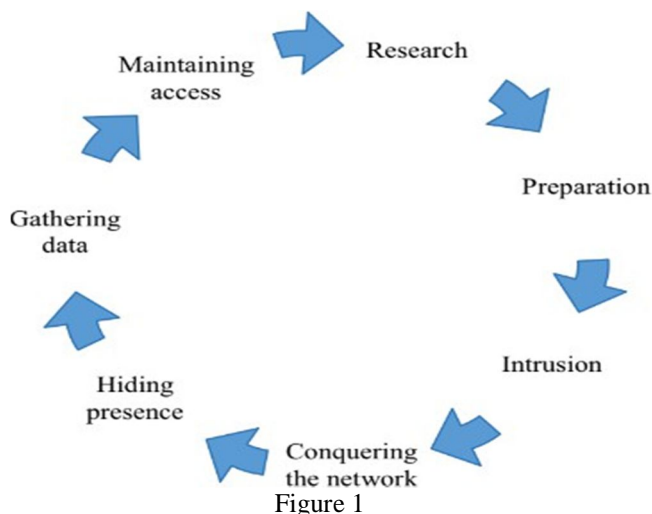 Research
Preparation
Intrusion
Conquering
the network
Hiding
presence
Gathering
data
Maintaining
access
Figure 1